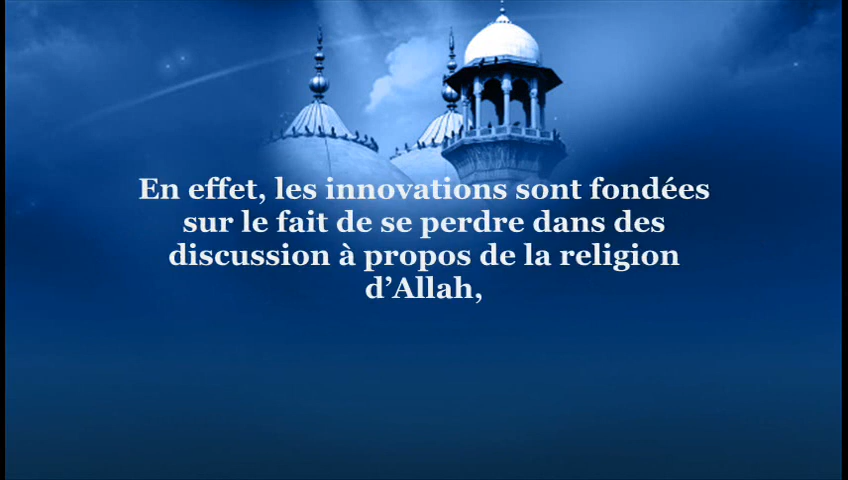 En effet, les innovations sont fondées
sur le fait de se perdre dans des
discussion à propos de la religion
d’Allah,